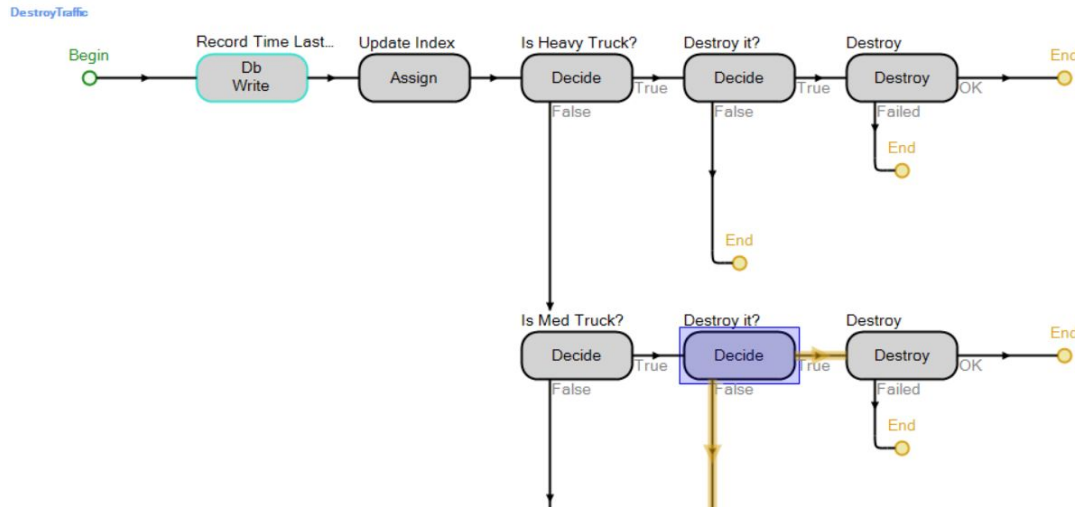 DestroyTraffic
Begin
Record Time Last...
Db
Write
Update Index
Assign
Is Heavy Truck?
Decide
True
False
Destroy it?
Decide
True
False
Destroy
Destroy
OK
Failed
End
End
End
Is Med Truck?
Decide
True
False
Destroy it?
Decide
True
False
Destroy
Destroy
OK
Failed
End
End